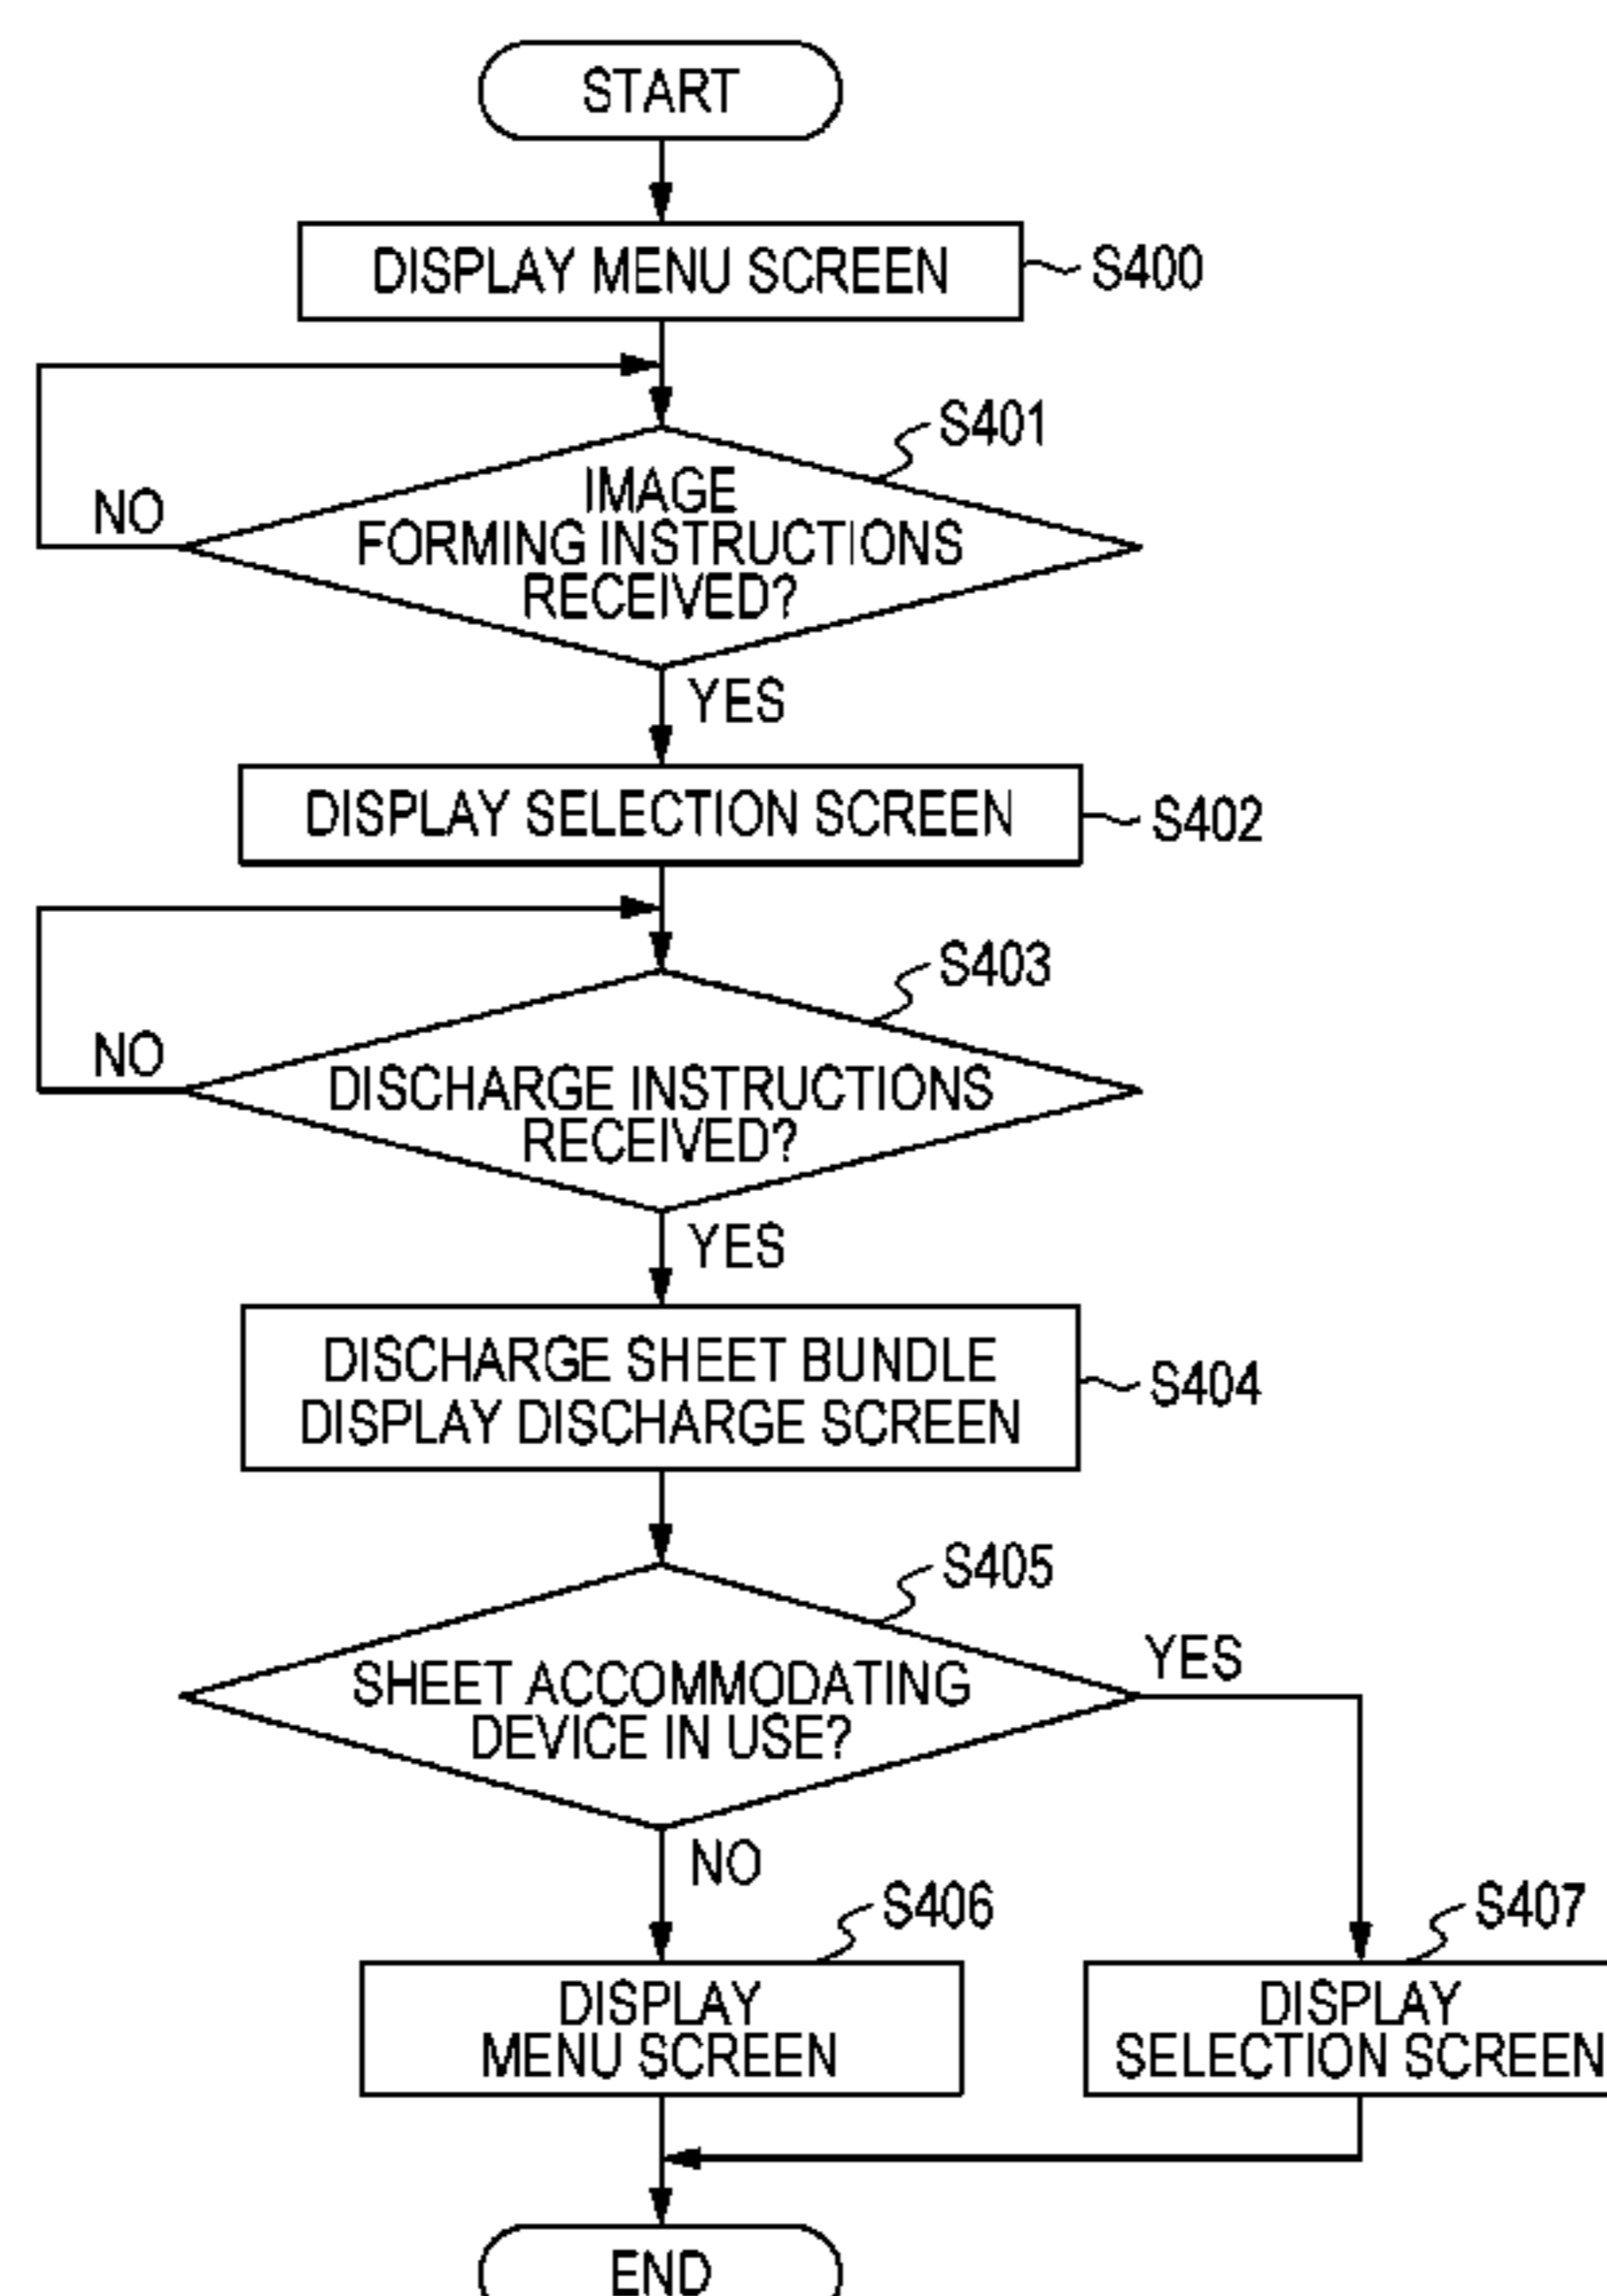 START
DISPLAY MENU SCREEN
S400
S401
IMAGE
FORMING INSTRUCTIONS
RECEIVED?
NO
YES
DISPLAY SELECTION SCREEN
S402
S403
DISCHARGE INSTRUCTIONS
RECEIVED?
NO
YES
DISCHARGE SHEET BUNDLE
DISPLAY DISCHARGE SCREEN
S404
S405
SHEET ACCOMMODATING
DEVICE IN USE?
YES
NO
S406
DISPLAY
MENU SCREEN
S407
DISPLAY
SELECTION SCREEN
END